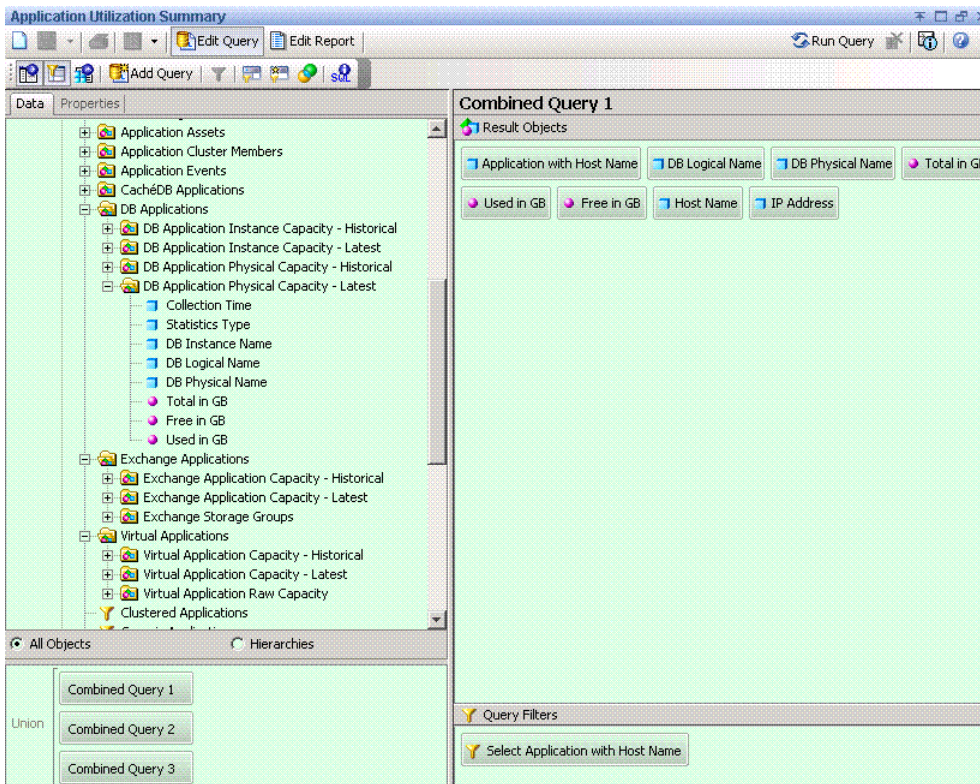 Application Utilization Summary
Edit Query Edit Report Run Query
Add Query SQL
Data Properties
Application Assets
Application Cluster Members
Application Events
CachéDB Applications
DB Applications
DB Application Instance Capacity - Historical
DB Application Instance Capacity - Latest
DB Application Physical Capacity - Historical
DB Application Physical Capacity - Latest
Collection Time
Statistics Type
DB Instance Name
DB Logical Name
DB Physical Name
Total in GB
Free in GB
Used in GB
Exchange Applications
Exchange Application Capacity - Historical
Exchange Application Capacity - Latest
Exchange Storage Groups
Virtual Applications
Virtual Application Capacity - Historical
Virtual Application Capacity - Latest
Virtual Application Raw Capacity
Clustered Applications
All Objects Hierarchies
Union
Combined Query 1
Combined Query 2
Combined Query 3
Combined Query 1
Result Objects
Application with Host Name DB Logical Name DB Physical Name Total in
Used in GB Free in GB Host Name IP Address
Query Filters
Select Application with Host Name